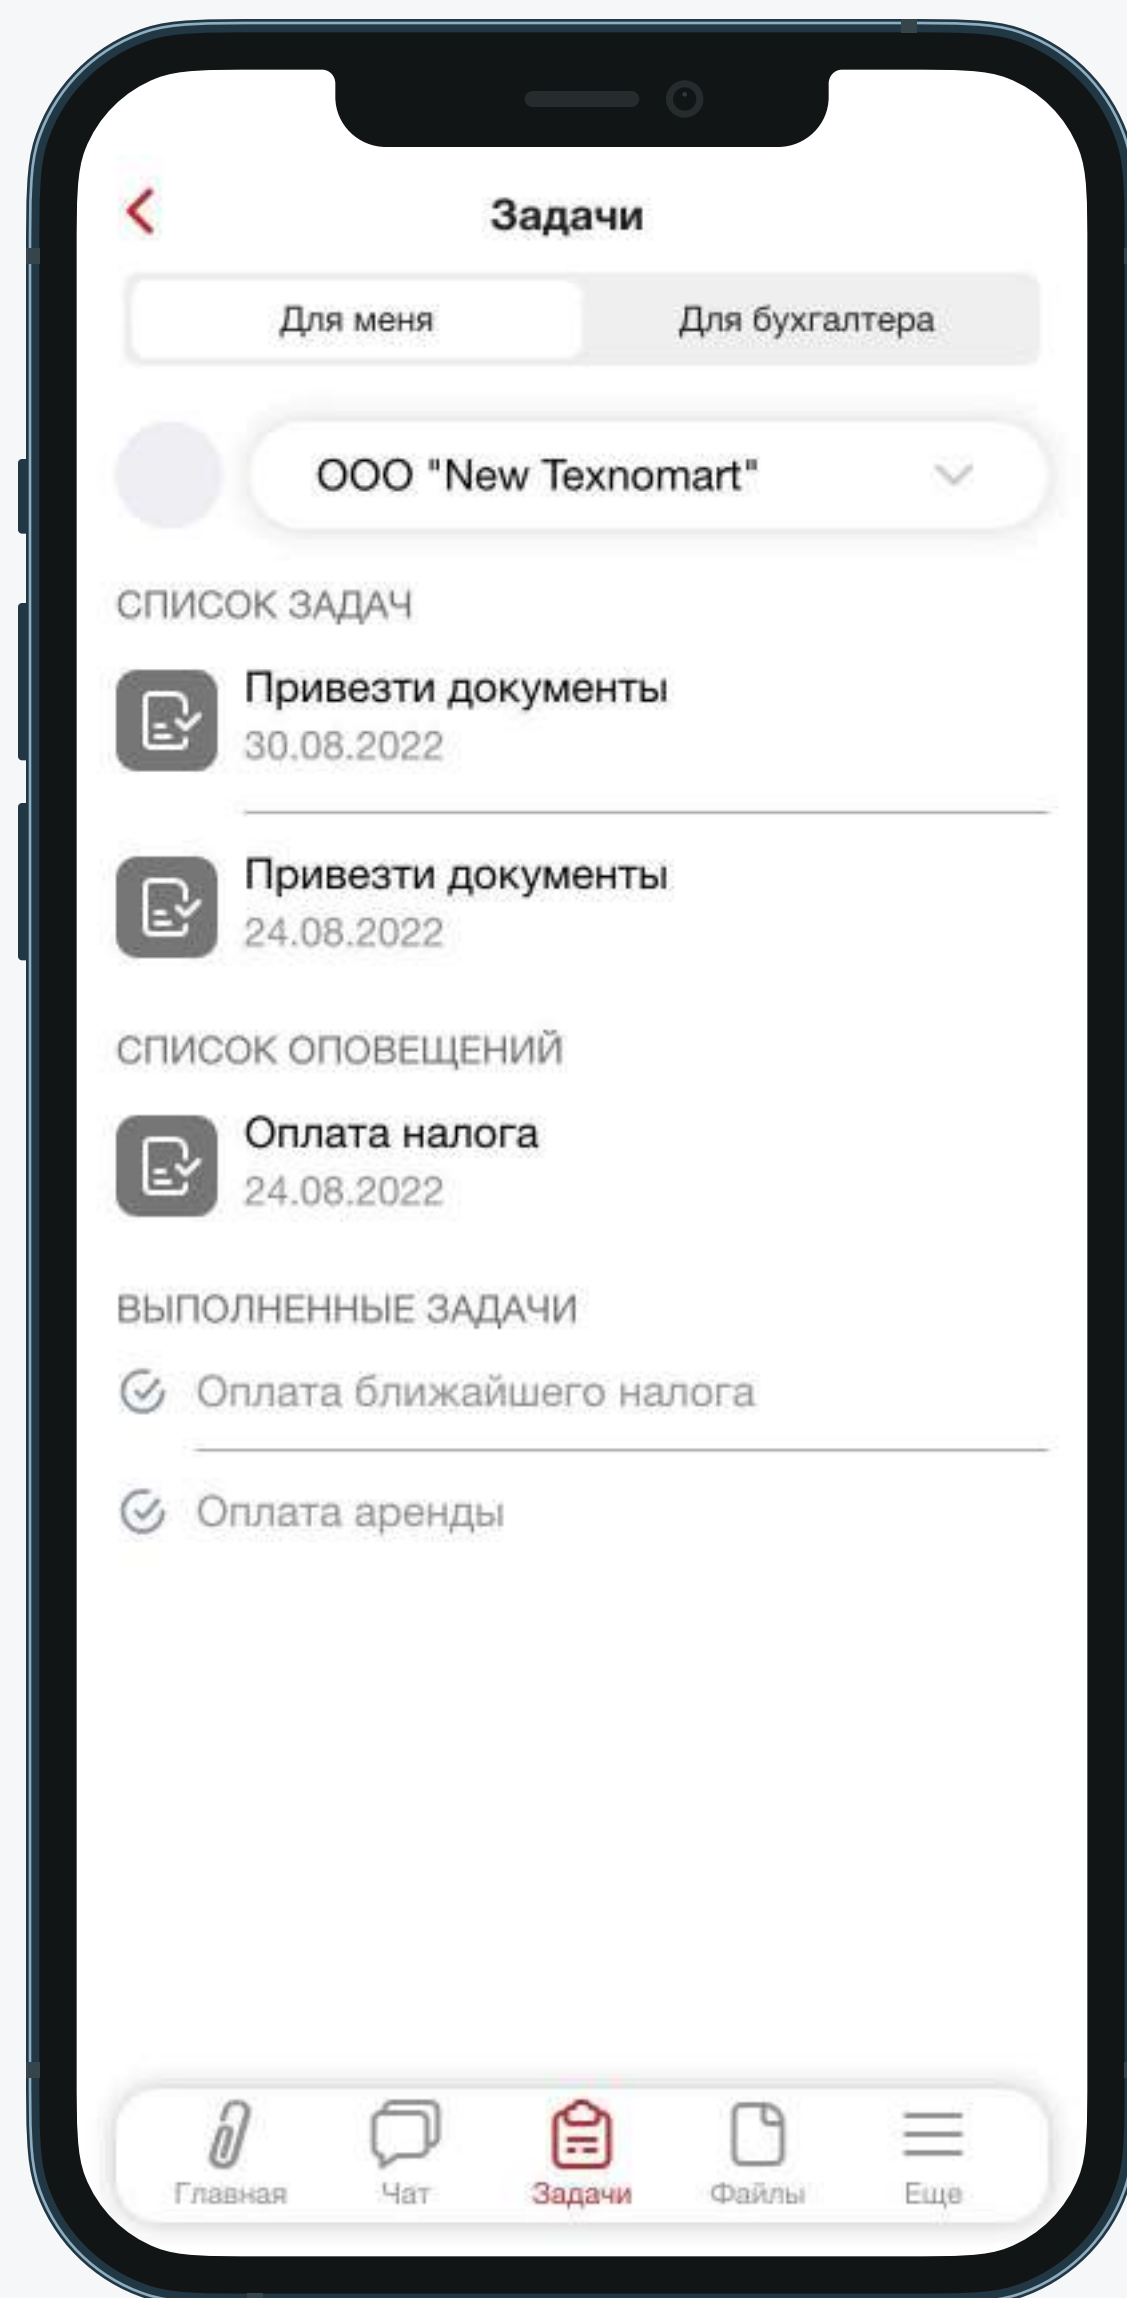 Задачи
Для меня
Для бухгалтера
ООО "New Texnomart"
СПИСОК ЗАДАЧ
Привезти документы
30.08.2022
Привезти документы
24.08.2022
СПИСОК ОПОВЕЩЕНИЙ
Оплата налога
24.08.2022
ВЫПОЛНЕННЫЕ ЗАДАЧИ
Оплата ближайшего налога
Оплата аренды
Главная
Чат
Задачи
Файлы
Еще